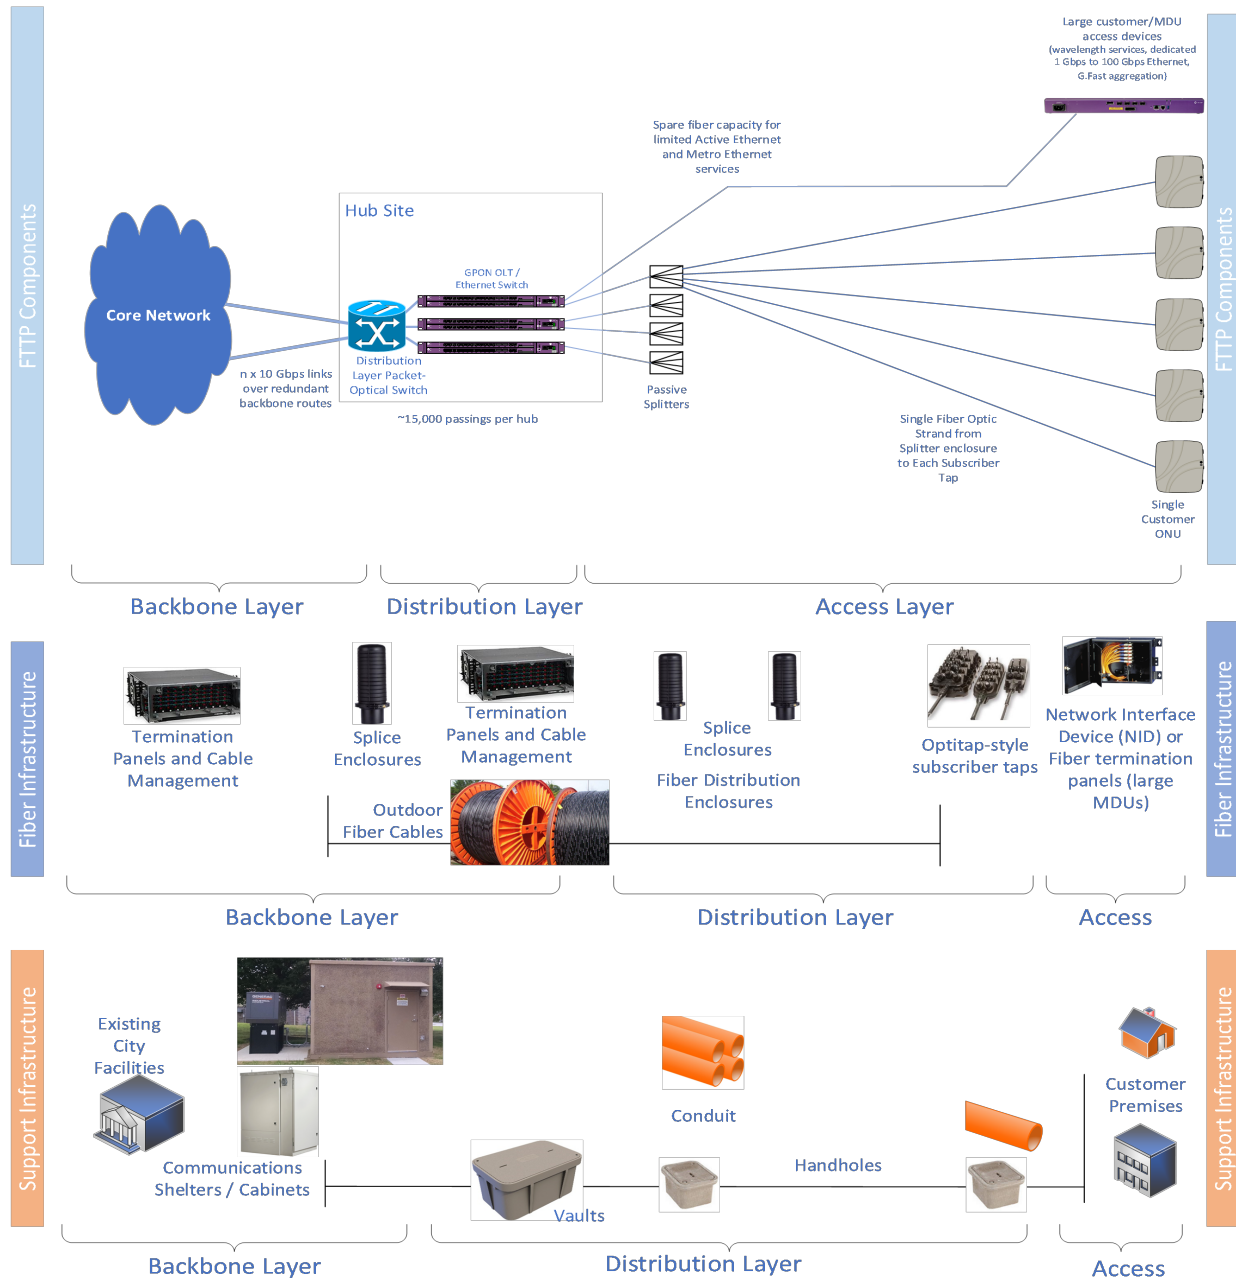 Large customer/MDU
access devices
(wavelength services, dedicated
1 Gbps to 100 Gbps Ethernet,
G.Fast aggregation)
Spare fiber capacity for
limited Active Ethernet
and Metro Ethernet
services
FTTP Components
FTTP Components
Hub Site
GPON OLT /
Ethernet Switch
Core Network
Distribution
Layer Packet-
Optical Switch
n x 10 Gbps links
over redundant
backbone routes
~15,000 passings per hub
Passive
Splitters
Single Fiber Optic
Strand from
Splitter enclosure
to Each Subscriber
Tap
Single
Customer
ONU
Backbone Layer
Distribution Layer
Access Layer
Fiber Infrastructure
Fiber Infrastructure
Termination
Panels and Cable
Management
Splice
Enclosures
Termination
Panels and Cable
Management
Splice
Enclosures
Fiber Distribution
Enclosures
Optitap-style
subscriber taps
Network Interface
Device (NID) or
Fiber termination
panels (large
MDUs)
Outdoor
Fiber Cables
Backbone Layer
Distribution Layer
Access
Support Infrastructure
Support Infrastructure
Existing
City
Facilities
Communications
Shelters / Cabinets
Conduit
Vaults
Handholes
Customer
Premises
Backbone Layer
Distribution Layer
Access